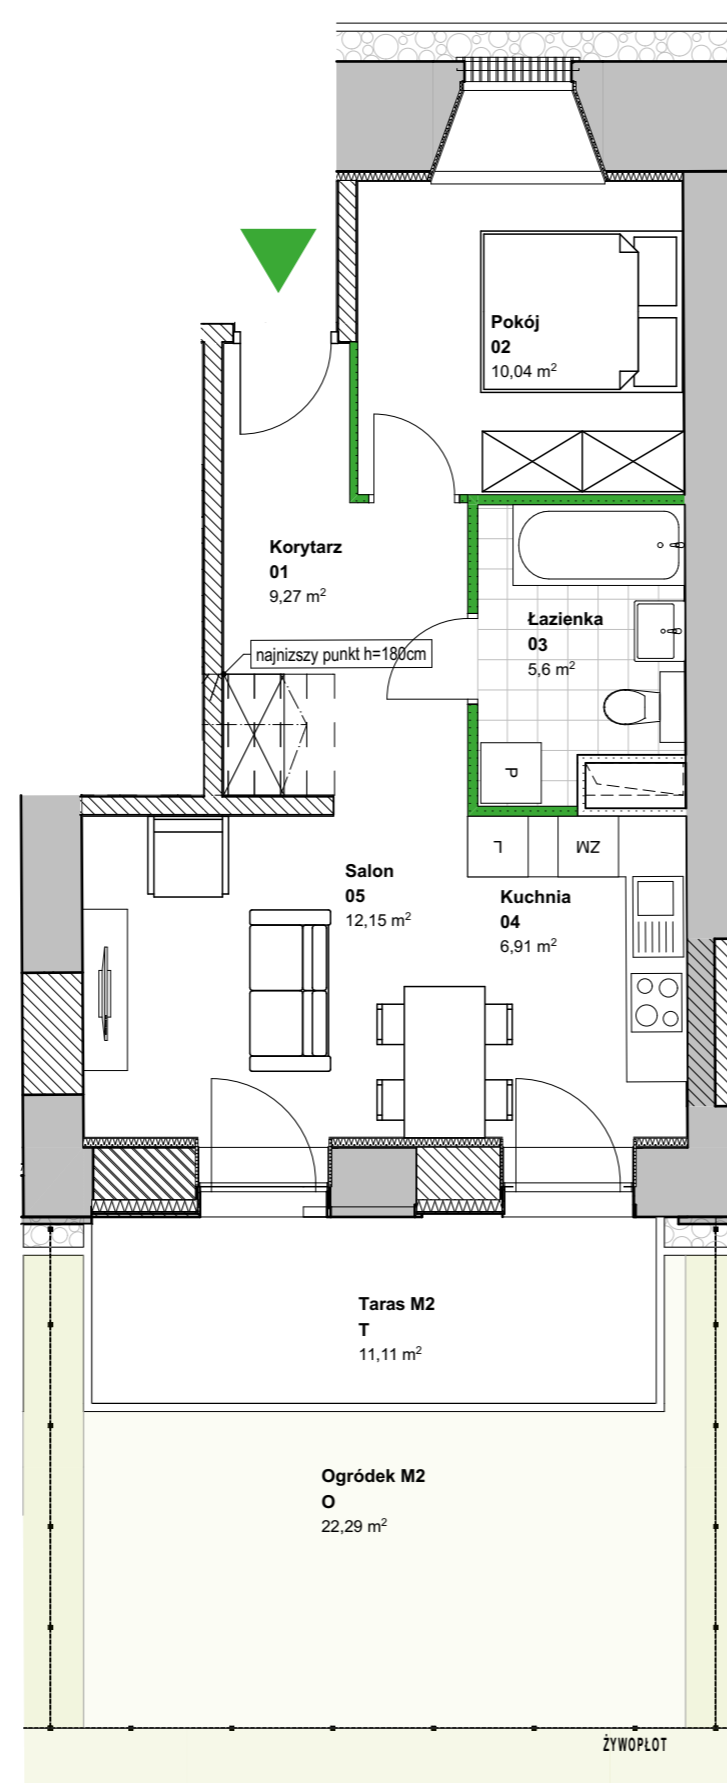 Pokój
02
10,04 m²
Korytarz
01
9,27 m²
Łazienka
03
5,6 m²
najnizszy punkt h=180cm
P
L
ZM
Salon
05
12,15 m²
Kuchnia
04
6,91 m²
Taras M2
T
11,11 m²
Ogródek M2
O
22,29 m²
ŻYWOPŁOT